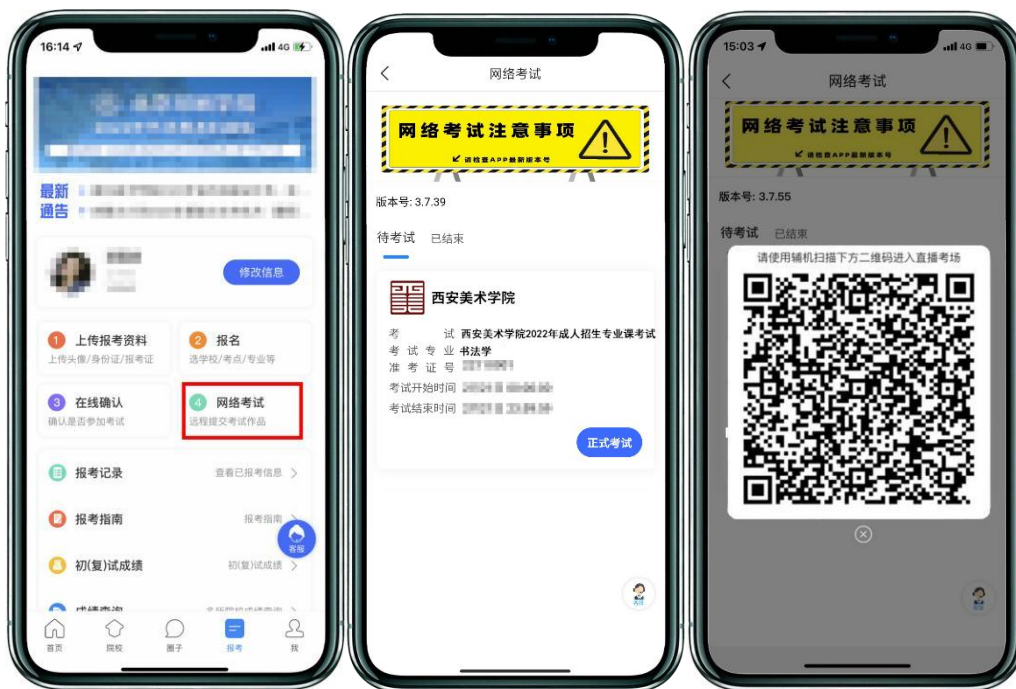 16:14
4G
最新
通告
修改信息
1 上传报考资料
上传头像/身份证/报考证
2 报名
选学校/考点/专业等
3 在线确认
确认是否参加考试
4 网络考试
远程提交考试作品
报考记录
查看已报考信息
报考指南
报考指南
客服
初(复)试成绩
初(复)试成绩
成绩查询
首页
院校
圈子
报考
我
网络考试
网络考试注意事项
请检查APP最新版本号
版本号: 3.7.39
待考试 已结束
西安美术学院
考试 西安美术学院2022年成人招生专业课考试
考试专业 书法学
准考证号
考试开始时间
考试结束时间
正式考试
15:03
4G
网络考试
网络考试注意事项
请检查APP最新版本号
版本号: 3.7.55
待考试 已结束
请使用辅机扫描下方二维码进入直播考场